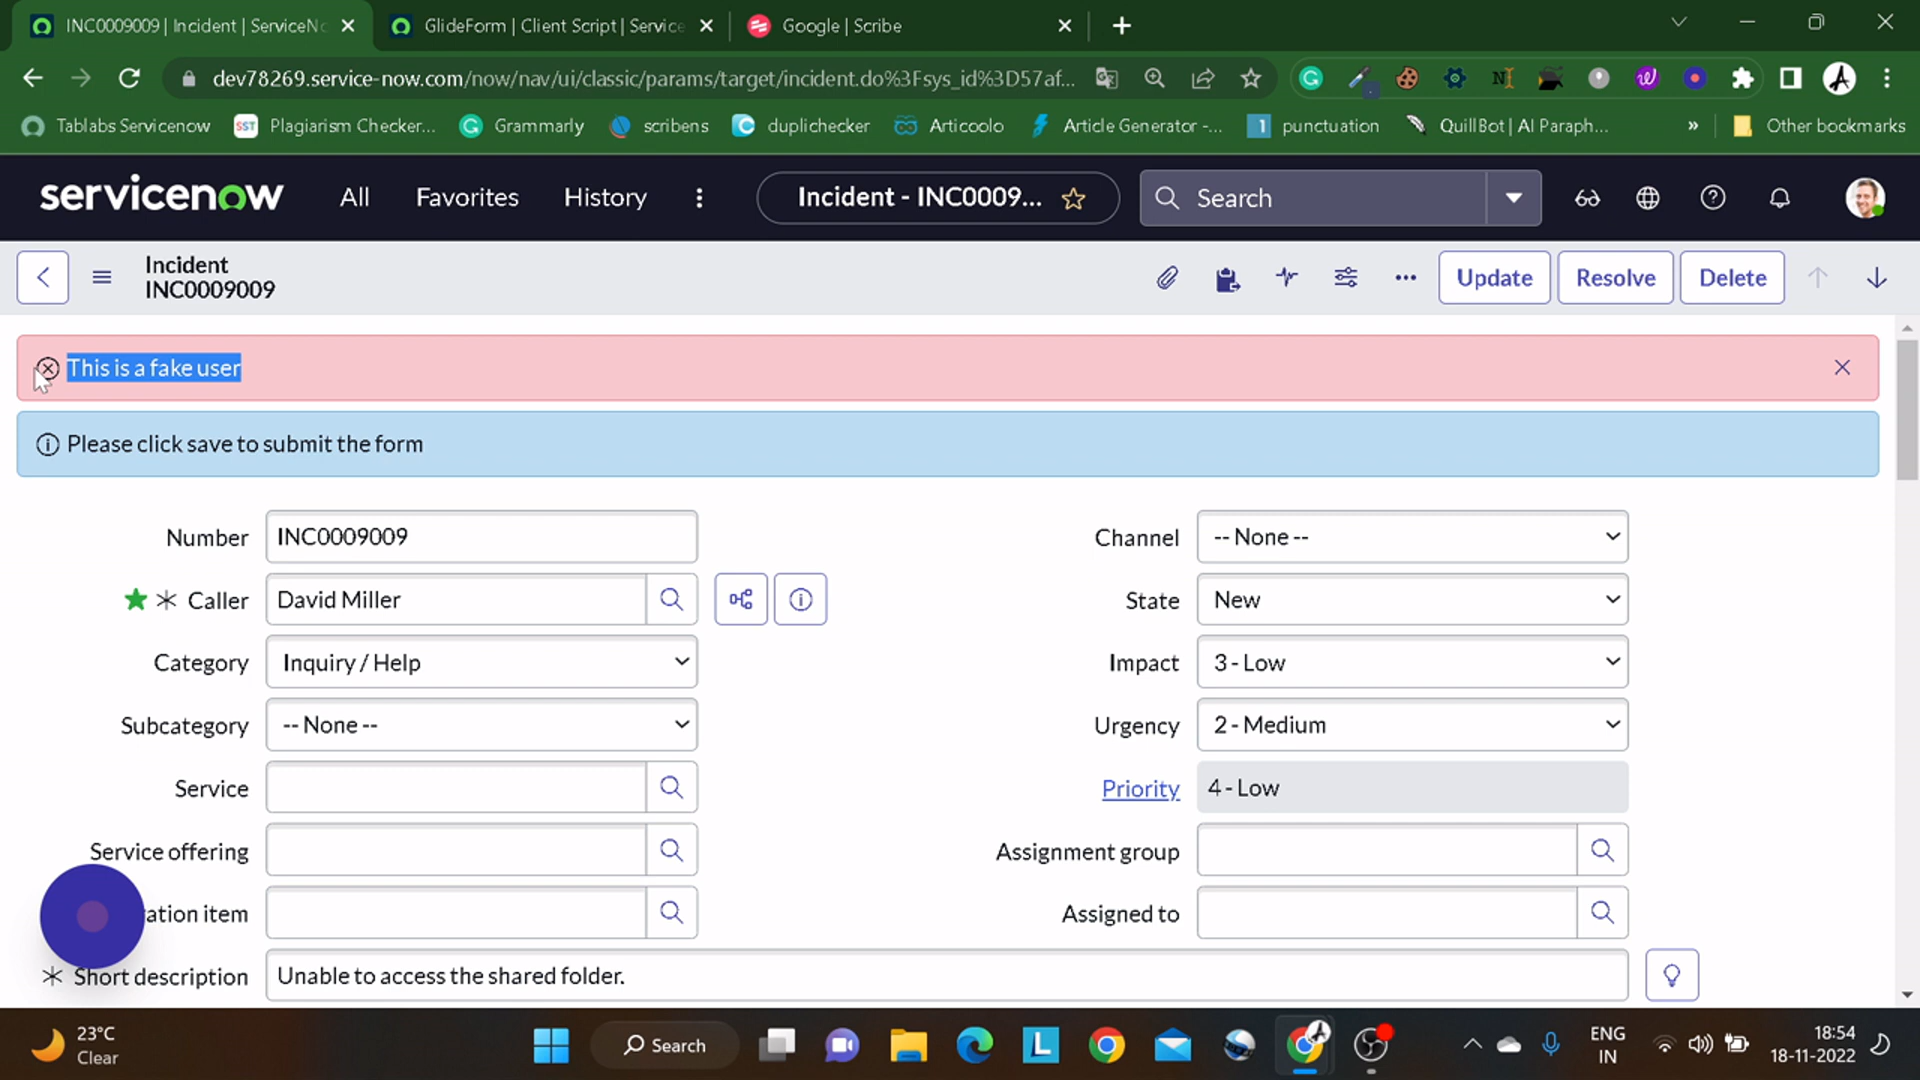 INC0009009 | Incident | ServiceNo
GlideForm | Client Script | Service
Google | Scribe
dev78269.service-now.com/now/nav/ui/classic/params/target/incident.do%3Fsys_id%3D57af...
Tablabs Servicenow
SST
Plagiarism Checker...
Grammarly
scribens
duplichecker
Articoolo
Article Generator -...
1
punctuation
QuillBot | AI Paraph...
»
Other bookmarks
servicenow
All
Favorites
History
Incident - INC0009...
Search
Incident
INC0009009
Update
Resolve
Delete
This is a fake user
Please click save to submit the form
Number
INC0009009
Channel
-- None --
Caller
David Miller
State
New
Category
Inquiry / Help
Impact
3 - Low
Subcategory
-- None --
Urgency
2 - Medium
Service
Priority
4 - Low
Service offering
Assignment group
ration item
Assigned to
Short description
Unable to access the shared folder.
23°C
Clear
Search
L
ENG
IN
18:54
18-11-2022